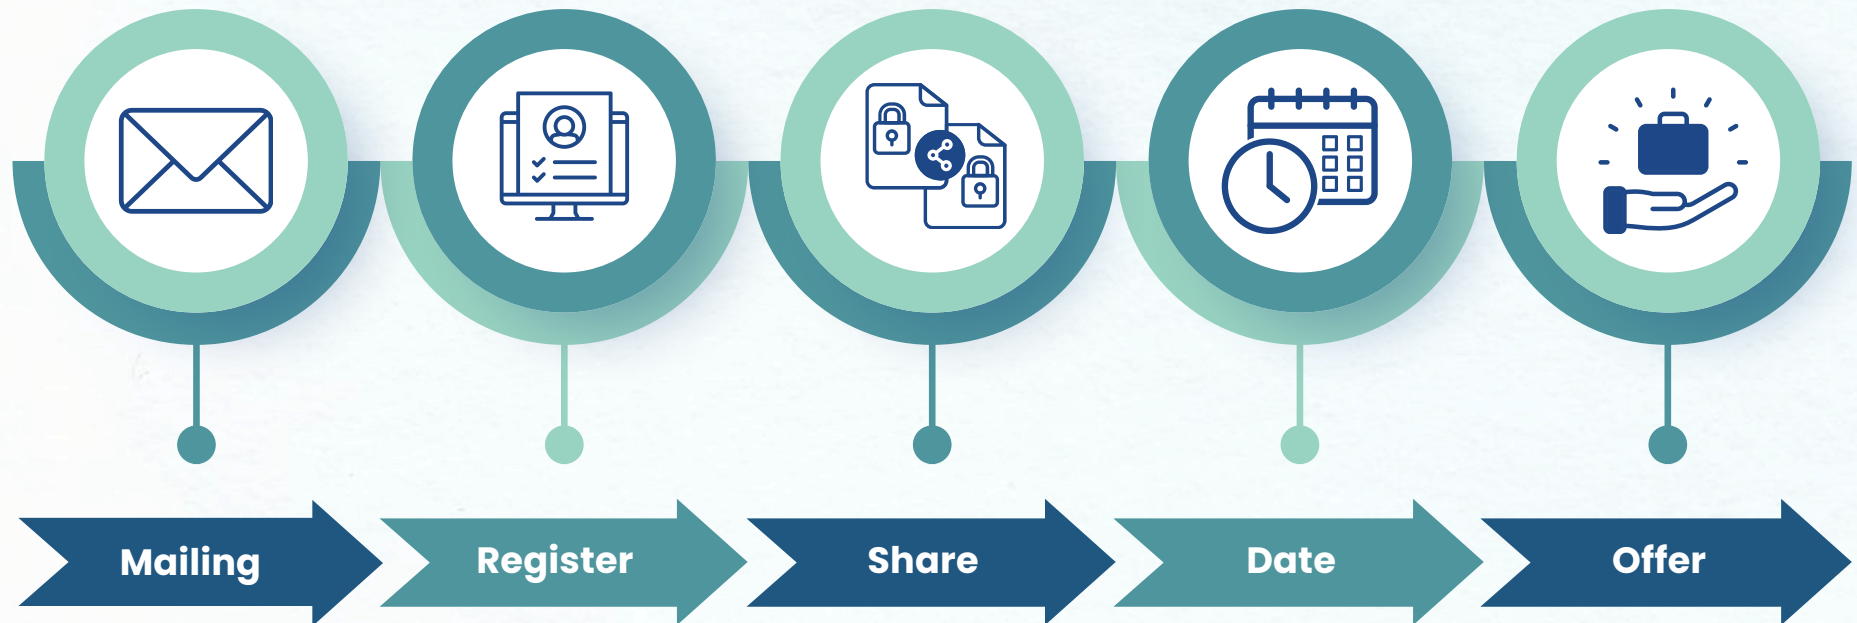 Mailing
Register
Share
Date
Offer